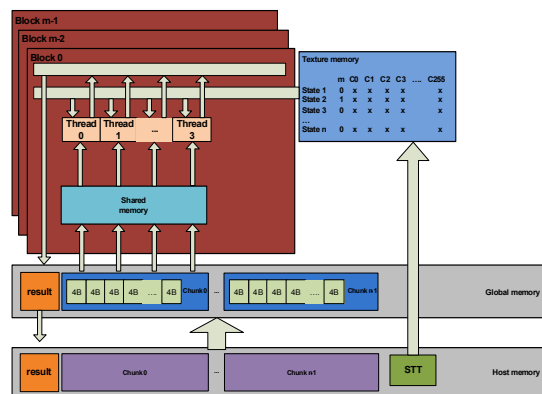 Block m-1
Block m-2
Block 0
Texture memory
m C0 C1 C2 C3 .... C255
State 1 0 x x x x x
State 2 1 x x x x x
State 3 0 x x x x x
...
State n 0 x x x x x
Thread 0
Thread 1
...
Thread 3
Shared memory
result
4B 4B 4B 4B .... 4B Chunk0
...
4B 4B 4B 4B .... 4B Chunk n1
Global memory
result
Chunk0
...
Chunk n1
STT
Host memory